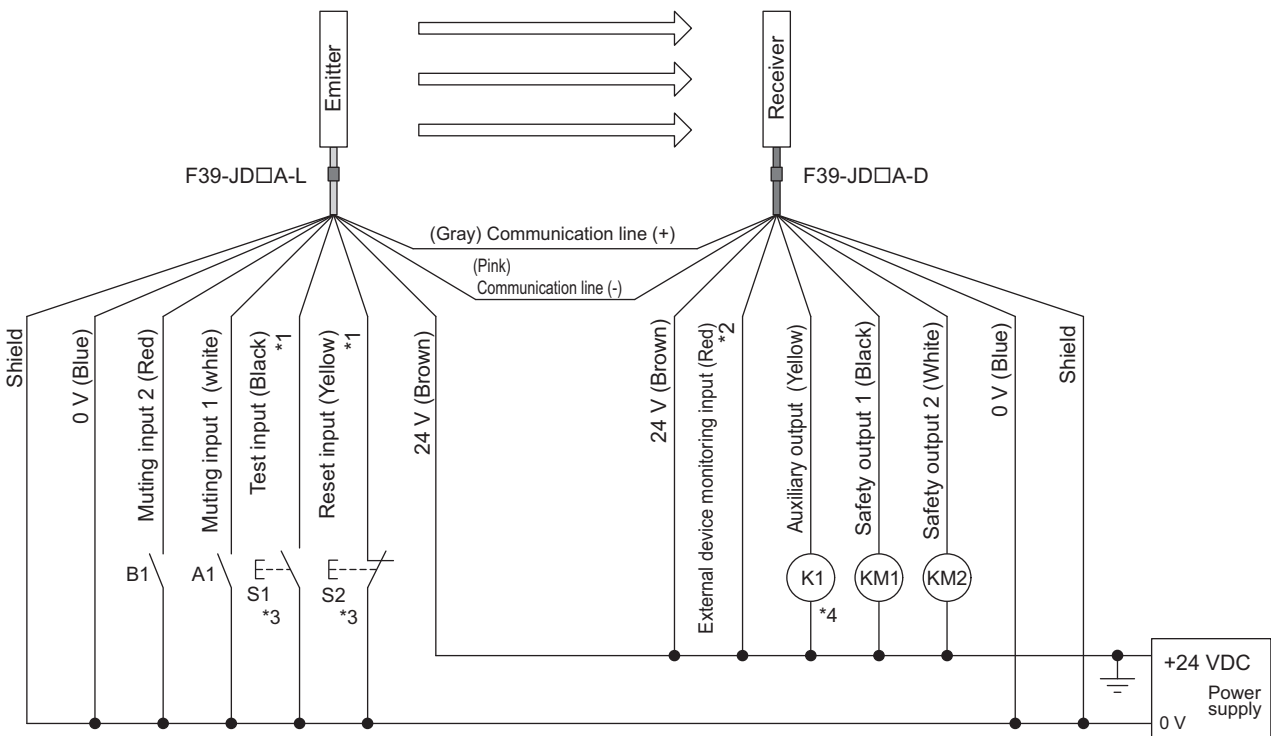 Emitter
Receiver
F39-JD□A-L
F39-JD□A-D
(Gray) Communication line (+)
(Pink)
Communication line (-)
Shield
0 V (Blue)
Muting input 2 (Red)
Muting input 1 (white)
Test input (Black)
*1
Reset input (Yellow)
*1
24 V (Brown)
24 V (Brown)
External device monitoring input (Red)
*2
Auxiliary output (Yellow)
Safety output 1 (Black)
Safety output 2 (White)
0 V (Blue)
Shield
B1
A1
S1
*3
S2
*3
K1
*4
KM1
KM2
+24 VDC
Power
supply
0 V